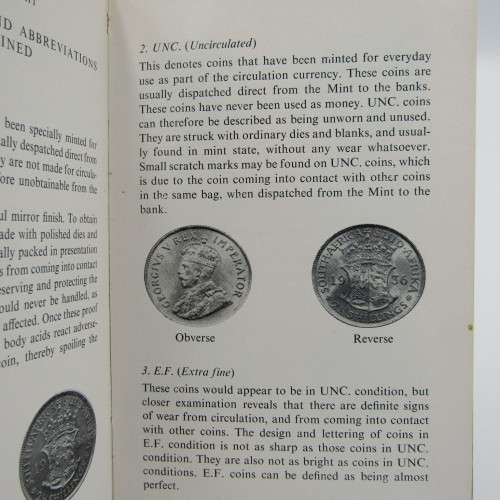 ND ABBREVIATIONS
INED
been specially minted for
ally despatched direct from
ey are not made for circula-
fore unobtainable from the
ul mirror finish. To obtain
ade with polished dies and
ally packed in presentation
s from coming into contact
eserving and protecting the
ould never be handled, as
affected. Once these proof
body acids react adverse-
coin, thereby spoiling the
2. UNC. (Uncirculated)
This denotes coins that have been minted for everyday
use as part of the circulation currency. These coins are
usually dispatched direct from the Mint to the banks.
These coins have never been used as money. UNC. coins
can therefore be described as being unworn and unused.
They are struck with ordinary dies and blanks, and usual-
ly found in mint state, without any wear whatsoever.
Small scratch marks may be found on UNC. coins, which
is due to the coin coming into contact with other coins
in the same bag, when dispatched from the Mint to the
bank.
GEORGIVS V REX IMPERATOR
SOUTH AFRICA SUID AFRIKA
1936
SHILLINGS
Obverse
Reverse
3. E.F. (Extra fine)
These coins would appear to be in UNC. condition, but
closer examination reveals that there are definite signs
of wear from circulation, and from coming into contact
with other coins. The design and lettering of coins in
E.F. condition is not as sharp as those coins in UNC.
condition. They are also not as bright as coins in UNC.
conditions. E.F. coins can be defined as being almost
perfect.